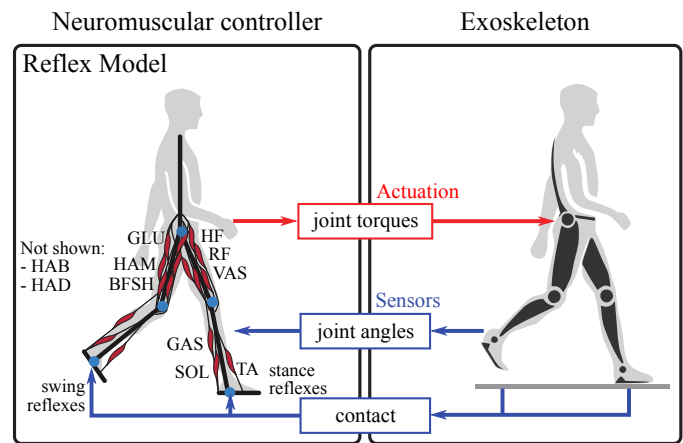 Neuromuscular controller
Exoskeleton
Reflex Model
Actuation
joint torques
GLU
HF
RF
VAS
HAM
BFSH
Not shown:
- HAB
- HAD
Sensors
joint angles
GAS
SOL
TA
stance
reflexes
swing
reflexes
contact